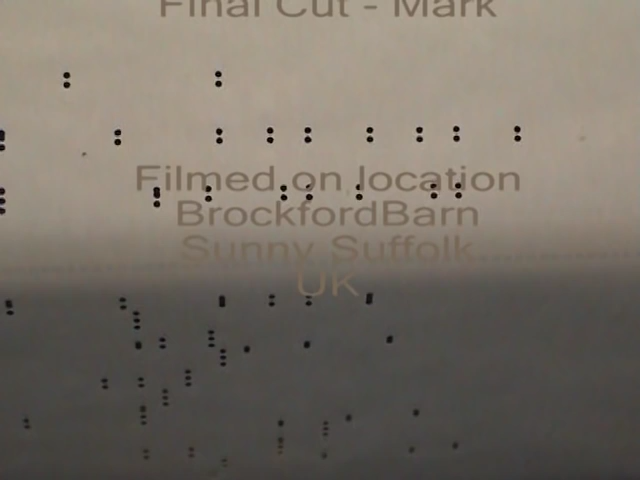 Final Cut - Mark
Filmed on location
BrockfordBarn
Sunny Suffolk
UK